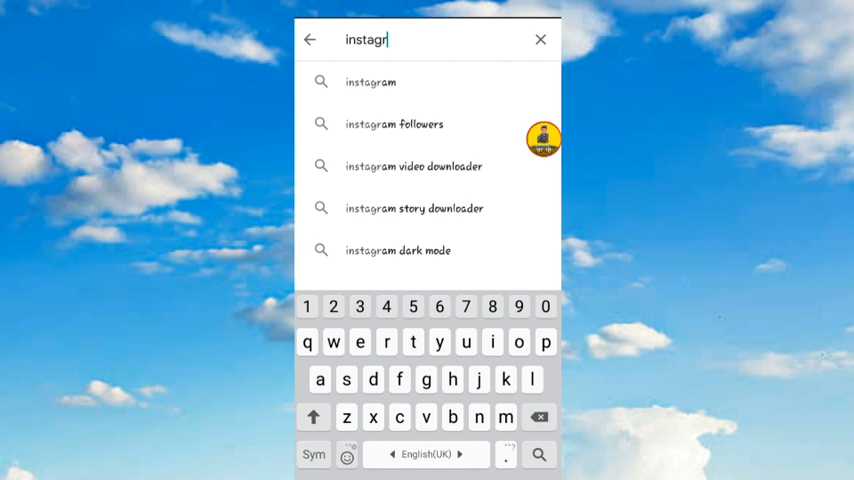 instagr
instagram
instagram followers
instagram video downloader
instagram story downloader
instagram dark mode
1 2 3 4 5 6 7 8 9 0
q w e r t y u i o p
a s d f g h j k l
z x c v b n m
Sym English(UK) . ,,?